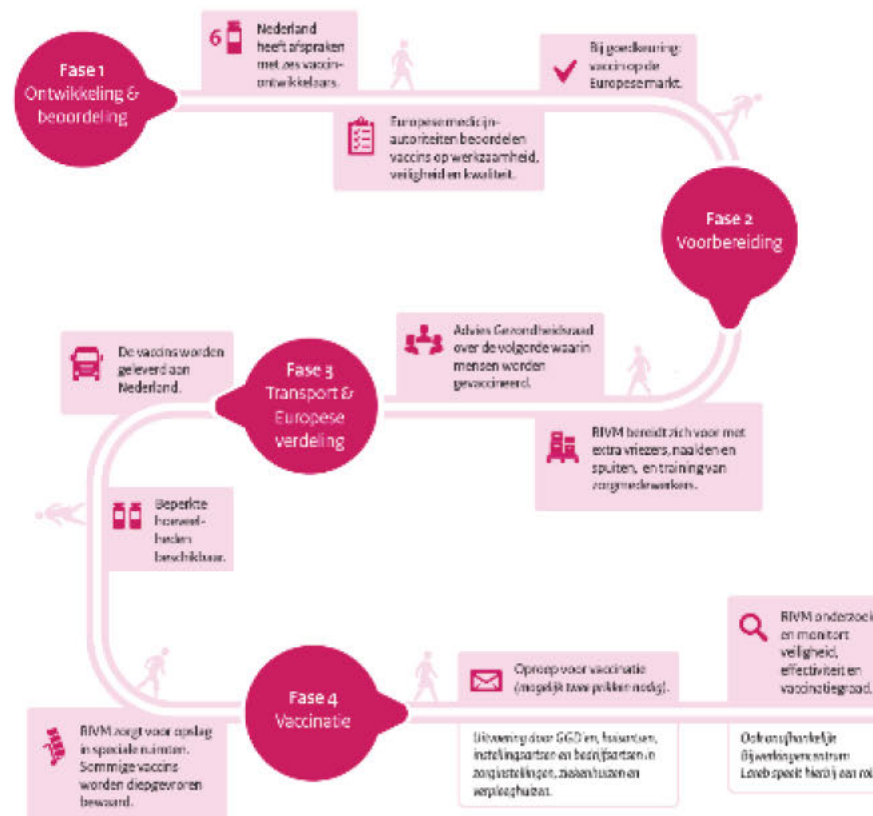 Fase 1
Ontwikkeling &
beoordeling
6
Nederland
heeft afspraken
met zes vaccin-
ontwikkelaars.
Europese medicijn-
autoriteiten beoordelen
vaccins op werkzaamheid,
veiligheid en kwaliteit.
Bij goedkeuring:
vaccin op de
Europese markt.
Fase 2
Voorbereiding
RIVM bereidt zich voor met
extra vriezers, naalden en
spuiten, en training van
zorgmedewerkers.
Advies Gezondheidsraad
over de volgorde waarin
mensen worden
gevaccineerd.
Fase 3
Transport &
Europese
verdeling
De vaccins worden
geleverd aan
Nederland.
Beperkte
hoeveel-
heden
beschikbaar.
RIVM zorgt voor opslag
in speciale ruimten.
Sommige vaccins
worden diepgevroren
bewaard.
Fase 4
Vaccinatie
Oproep voor vaccinatie
(mogelijk twee prikken nodig).
Uitvoering door GGD'en, huisartsen,
instellingsartsen en bedrijfsartsen in
zorginstellingen, ziekenhuizen en
verpleeghuizen.
RIVM onderzoek
en monitort
veiligheid,
effectiviteit en
vaccinatiegraad.
Ook onafhankelijk
Bijwerkingencentrum
Lareb speelt hierbij een rol